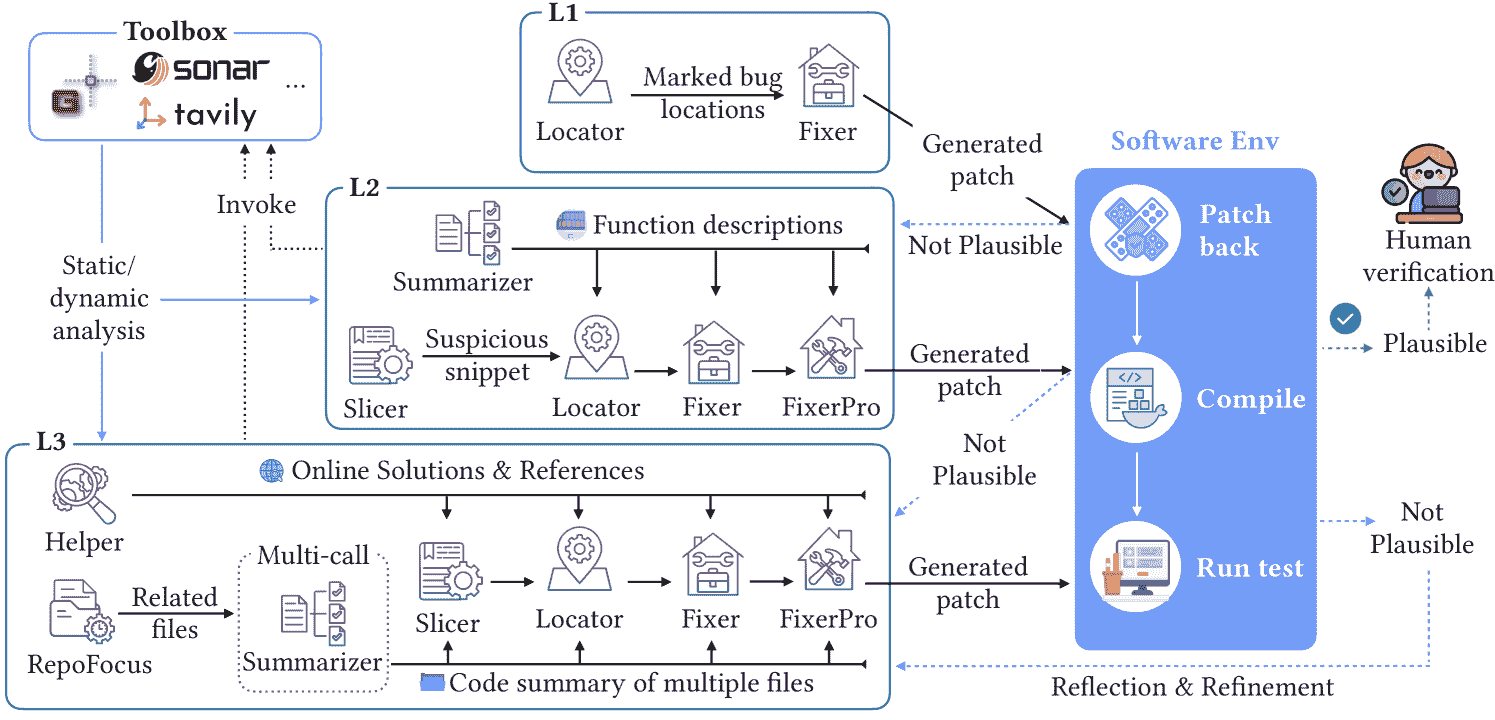 Toolbox
sonar
tavily
...
L1
Locator
Marked bug
locations
Fixer
Generated
patch
Software Env
Patch
back
Compile
Run test
Human
verification
Plausible
Not Plausible
Invoke
Static/
dynamic
analysis
L2
Summarizer
Function descriptions
Slicer
Suspicious
snippet
Locator
Fixer
FixerPro
Generated
patch
Not
Plausible
L3
Helper
Online Solutions & References
RepoFocus
Related
files
Multi-call
Summarizer
Slicer
Locator
Fixer
FixerPro
Code summary of multiple files
Generated
patch
Not
Plausible
Reflection & Refinement